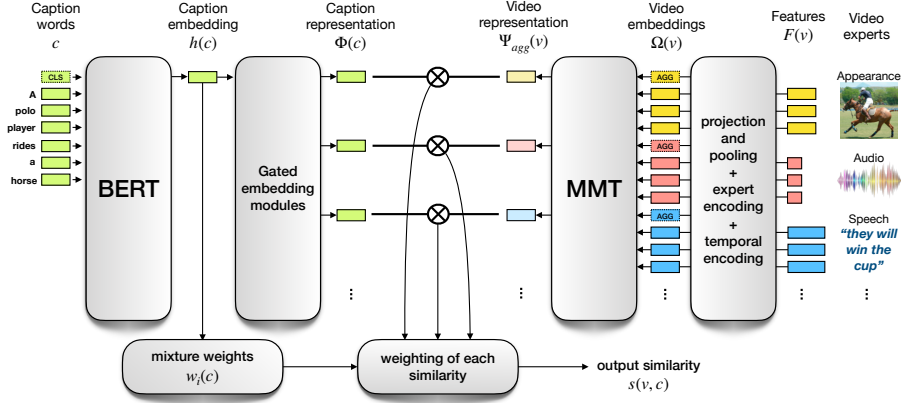 Caption
words
c
Caption
embedding
h(c)
Caption
representation
Φ(c)
Video
representation
Ψ_agg(v)
Video
embeddings
Ω(v)
Features
F(v)
Video
experts
CLS
A
polo
player
rides
a
horse
BERT
Gated
embedding
modules
MMT
AGG
AGG
AGG
projection
and
pooling
+
expert
encoding
+
temporal
encoding
Appearance
Audio
Speech
“they will
win the
cup”
mixture weights
w_i(c)
weighting of each
similarity
output similarity
s(v, c)